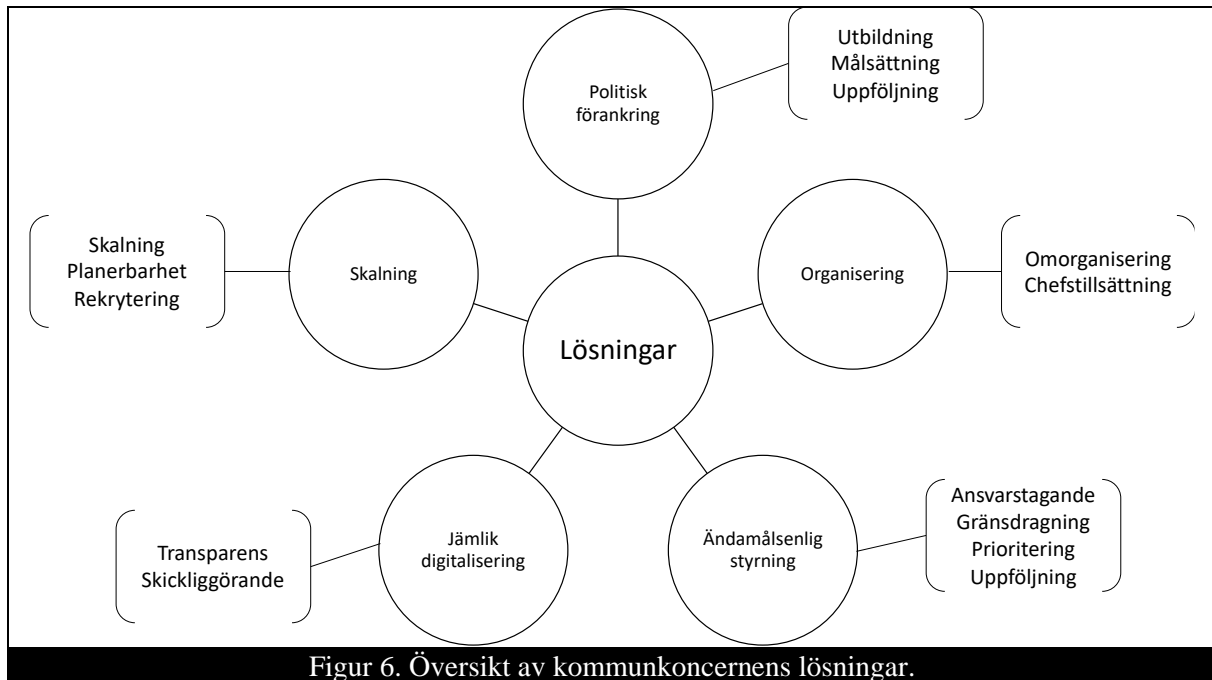 Utbildning
Målsättning
Uppföljning
Politisk
förankring
Skalning
Planerbarhet
Rekrytering
Skalning
Organisering
Omorganisering
Chefstillsättning
Lösningar
Transparens
Skickliggörande
Jämlik
digitalisering
Ändamålsenlig
styrning
Ansvarstagande
Gränsdragning
Prioritering
Uppföljning
Figur 6. Översikt av kommunkoncernens lösningar.